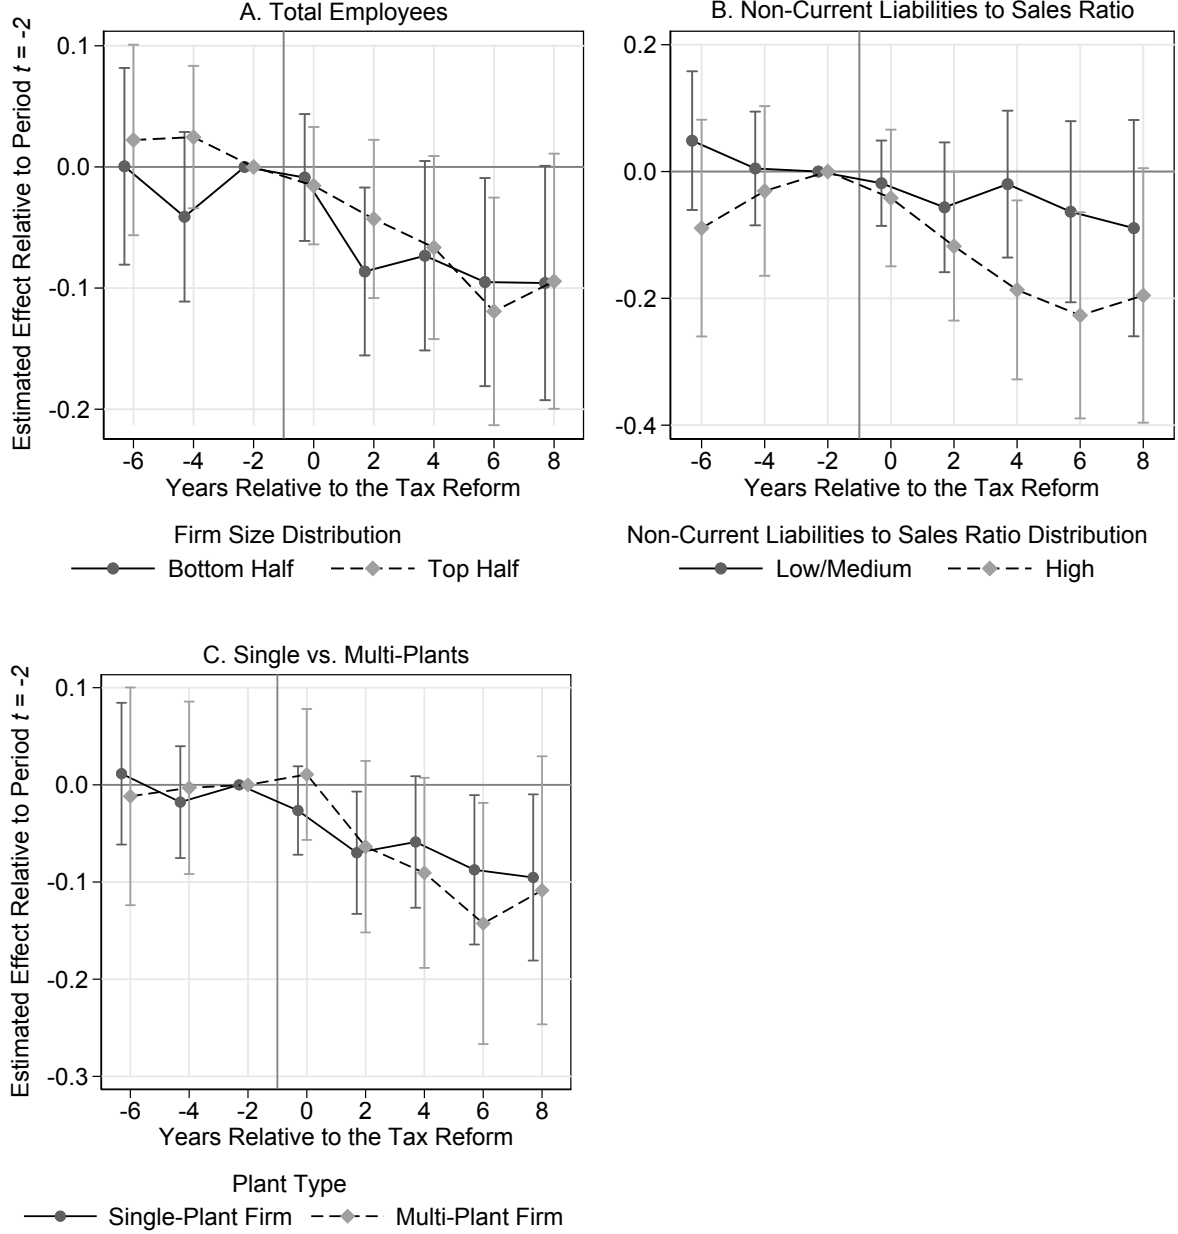 A. Total Employees
Estimated Effect Relative to Period t = -2
0.1
0.0
-0.1
-0.2
-6 -4 -2 0 2 4 6 8
Years Relative to the Tax Reform
Firm Size Distribution
Bottom Half Top Half
B. Non-Current Liabilities to Sales Ratio
0.2
0.0
-0.2
-0.4
-6 -4 -2 0 2 4 6 8
Years Relative to the Tax Reform
Non-Current Liabilities to Sales Ratio Distribution
Low/Medium High
C. Single vs. Multi-Plants
Estimated Effect Relative to Period t = -2
0.1
0.0
-0.1
-0.2
-0.3
-6 -4 -2 0 2 4 6 8
Years Relative to the Tax Reform
Plant Type
Single-Plant Firm Multi-Plant Firm